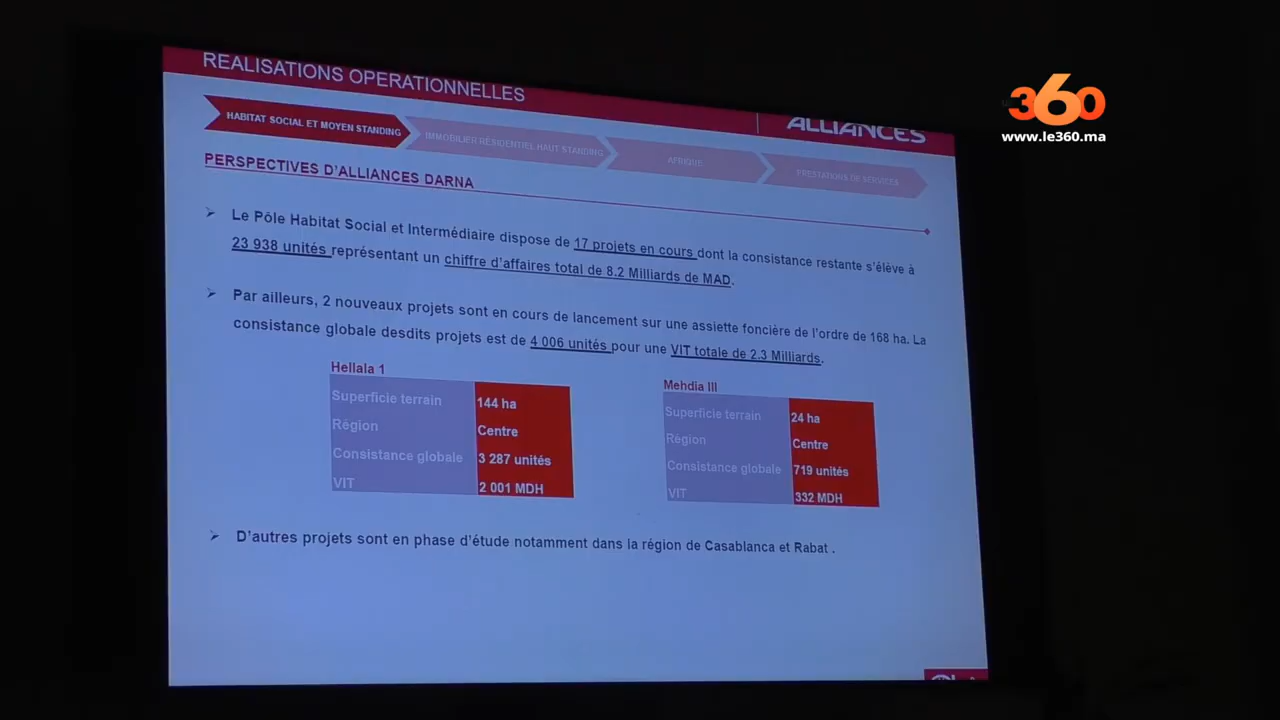 REALISATIONS OPERATIONNELLES
ALLIANCES
360
www.le360.ma
HABITAT SOCIAL ET MOYEN STANDING
IMMOBILIER RÉSIDENTIEL HAUT STANDING
AFRIQUE
PRESTATIONS DE SERVICES
PERSPECTIVES D'ALLIANCES DARNA
➢ Le Pôle Habitat Social et Intermédiaire dispose de 17 projets en cours dont la consistance restante s'élève à
23 938 unités représentant un chiffre d'affaires total de 8.2 Milliards de MAD.
➢ Par ailleurs, 2 nouveaux projets sont en cours de lancement sur une assiette foncière de l'ordre de 168 ha. La
consistance globale desdits projets est de 4 006 unités pour une VIT totale de 2.3 Milliards.
Hellala 1
Superficie terrain 144 ha
Région Centre
Consistance globale 3 287 unités
VIT 2 001 MDH
Mehdia III
Superficie terrain 24 ha
Région Centre
Consistance globale 719 unités
VIT 332 MDH
➢ D'autres projets sont en phase d'étude notamment dans la région de Casablanca et Rabat .